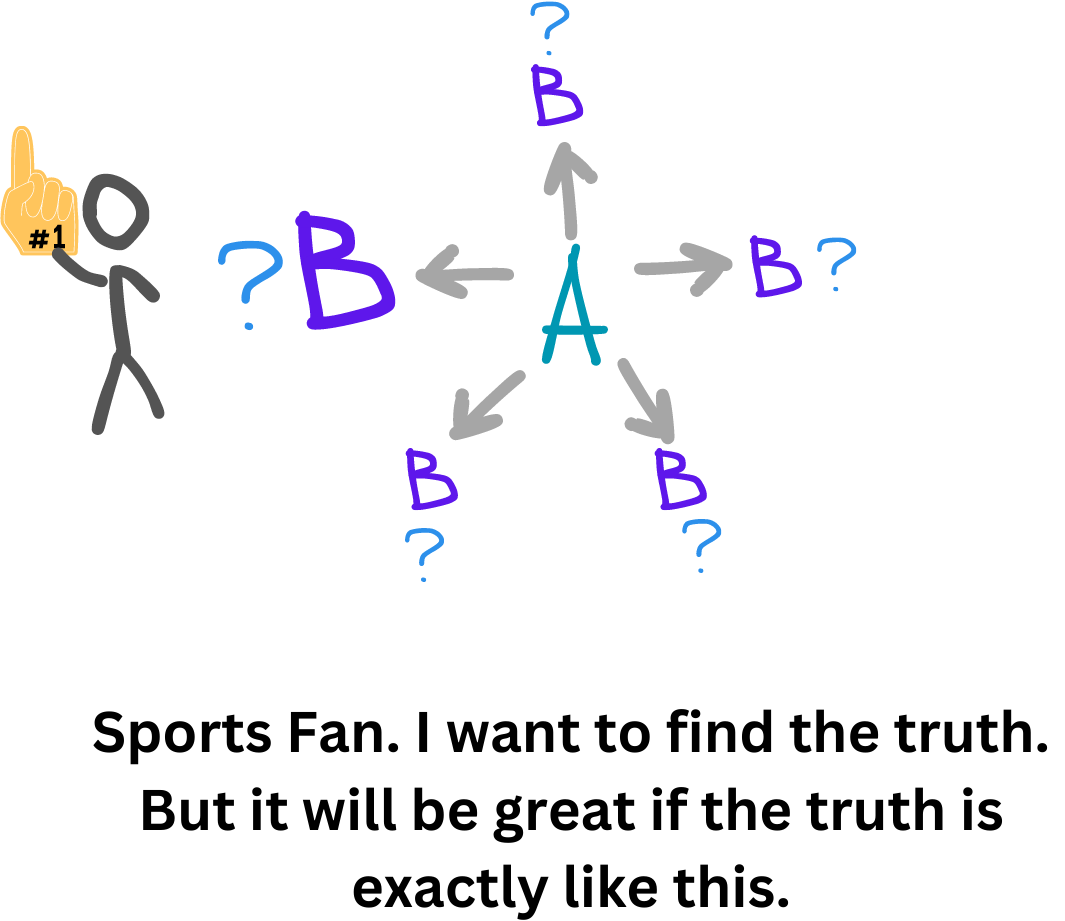 ?
B
#1
? B
A
B ?
B
?
B
?
Sports Fan. I want to find the truth.
But it will be great if the truth is
exactly like this.